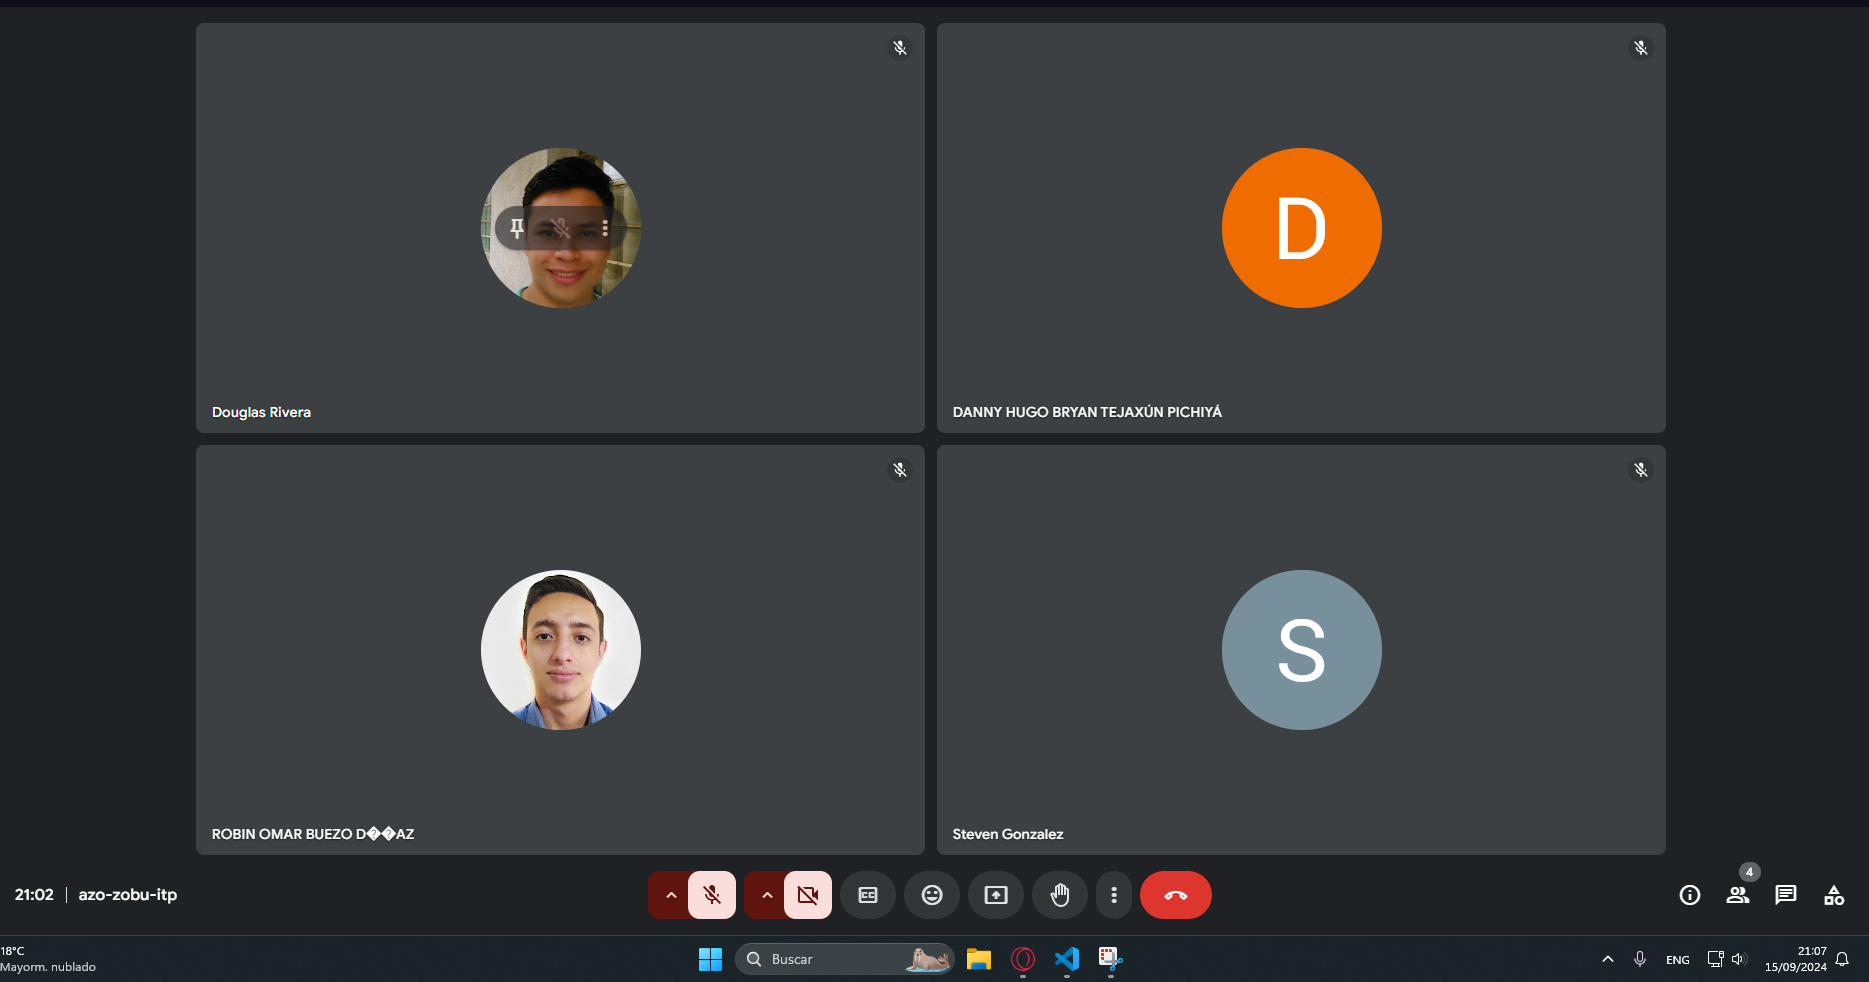 D
Douglas Rivera
DANNY HUGO BRYAN TEJAXÚN PICHIYÁ
S
ROBIN OMAR BUEZO D��AZ
Steven Gonzalez
21:02 | azo-zobu-itp
CC
4
18°C
Mayorm. nublado
Buscar
ENG
21:07
15/09/2024